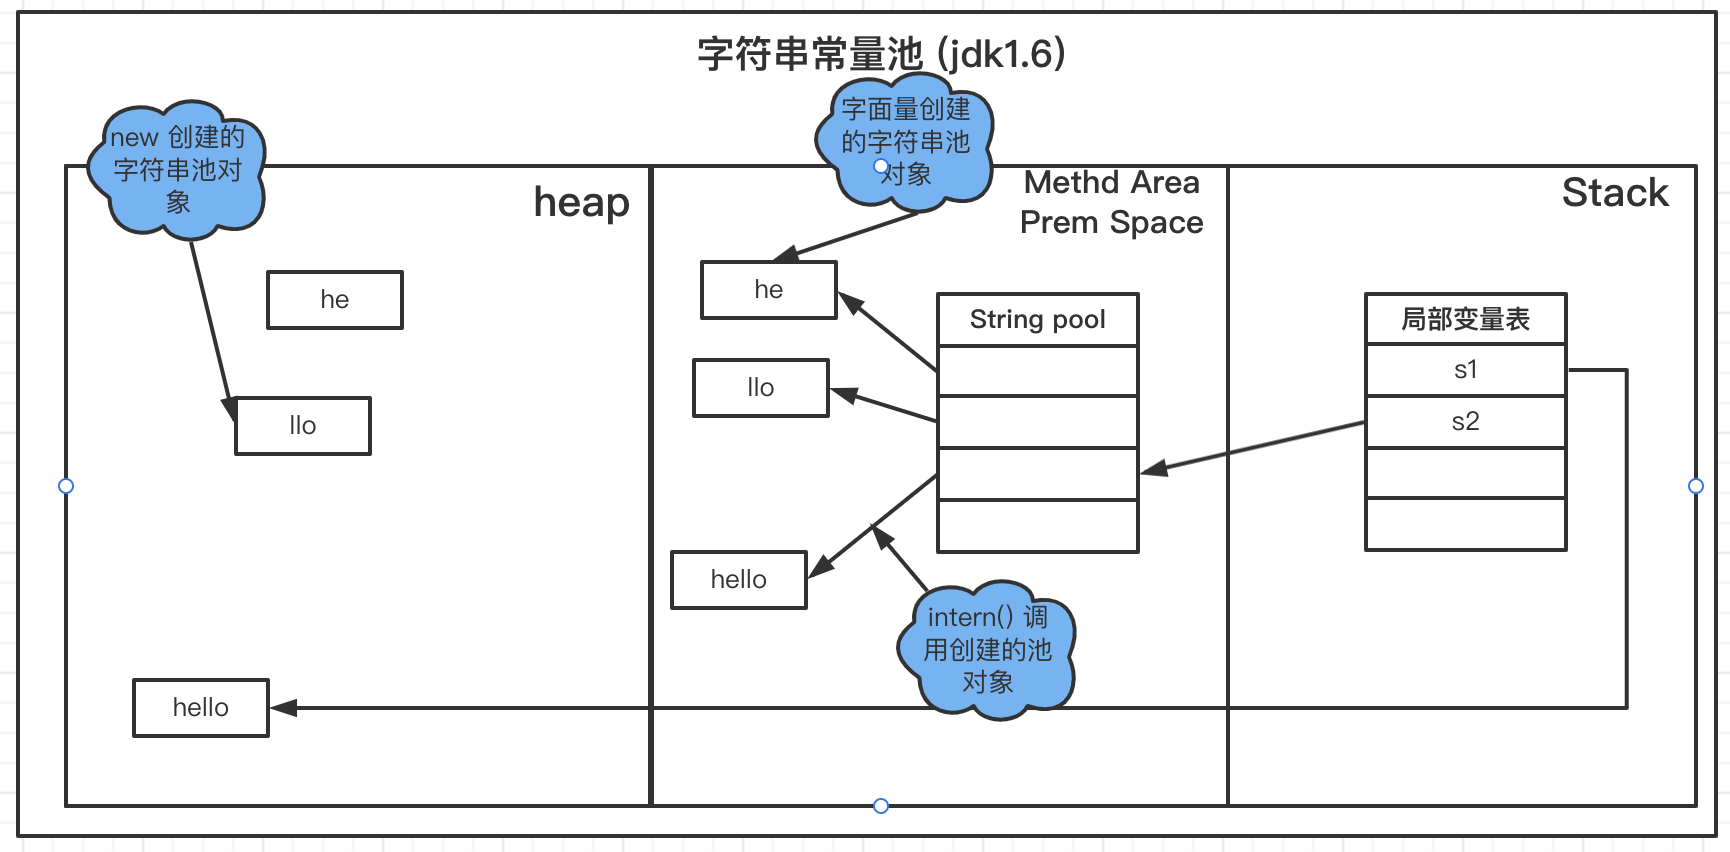 字符串常量池 (jdk1.6)
new 创建的
字符串池对
象
字面量创建
的字符串池
对象
heap
Methd Area
Prem Space
Stack
he
llo
hello
he
llo
hello
String pool
intern() 调
用创建的池
对象
局部变量表
s1
s2